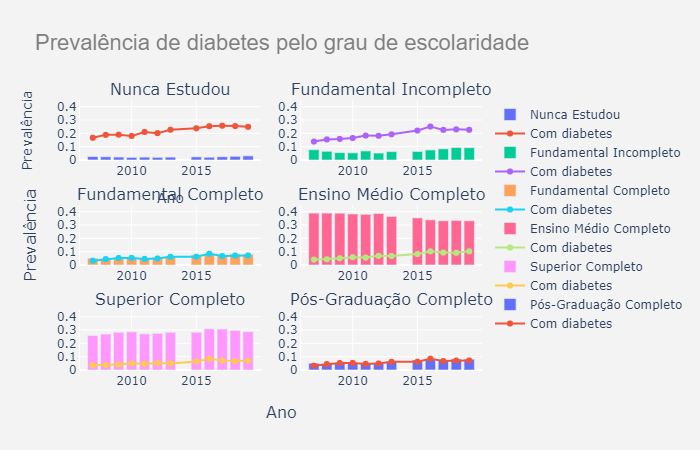 Prevalência de diabetes pelo grau de escolaridade
Nunca Estudou
Fundamental Incompleto
Prevalência
0.4
0.3
0.2
0.1
0
2010
2015
0.4
0.3
0.2
0.1
0
2010
2015
Ano
Fundamental Completo
Ensino Médio Completo
Prevalência
0.4
0.3
0.2
0.1
0
2010
2015
0.4
0.3
0.2
0.1
0
2010
2015
Superior Completo
Pós-Graduação Completo
0.4
0.3
0.2
0.1
0
2010
2015
0.4
0.3
0.2
0.1
0
2010
2015
Ano
Nunca Estudou
Com diabetes
Fundamental Incompleto
Com diabetes
Fundamental Completo
Com diabetes
Ensino Médio Completo
Com diabetes
Superior Completo
Com diabetes
Pós-Graduação Completo
Com diabetes